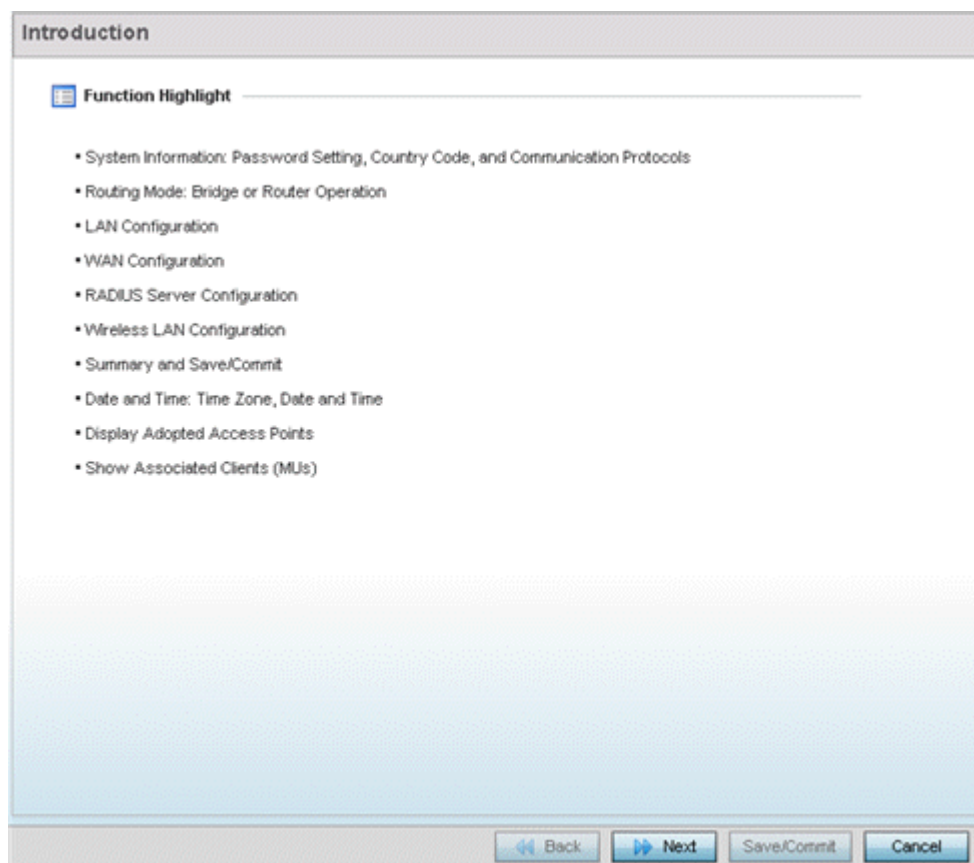 Introduction
Function Highlight
• System Information: Password Setting, Country Code, and Communication Protocols
• Routing Mode: Bridge or Router Operation
• LAN Configuration
• WAN Configuration
• RADIUS Server Configuration
• Wireless LAN Configuration
• Summary and Save/Commit
• Date and Time: Time Zone, Date and Time
• Display Adopted Access Points
• Show Associated Clients (MUs)
Back Next Save/Commit Cancel